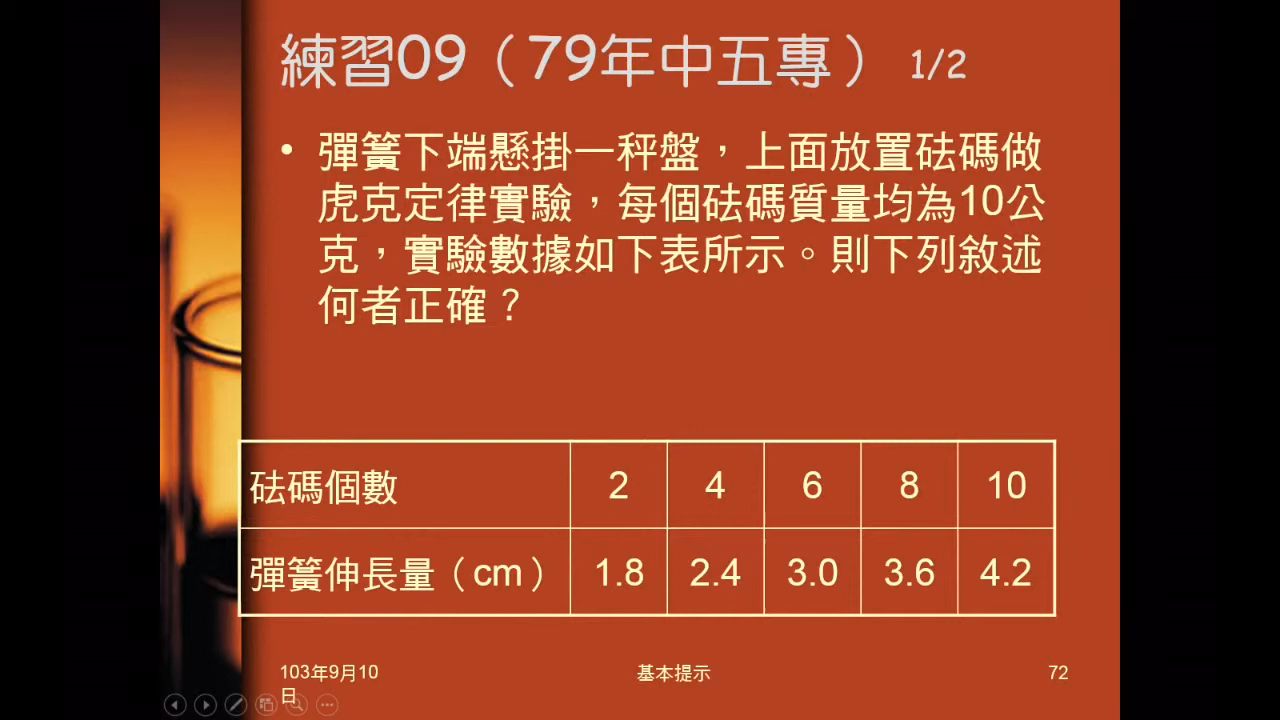 練習09（79年中五專） 1/2
• 彈簧下端懸掛一秤盤，上面放置砝碼做
虎克定律實驗，每個砝碼質量均為10公
克，實驗數據如下表所示。則下列敘述
何者正確？
砝碼個數 2 4 6 8 10
彈簧伸長量（cm） 1.8 2.4 3.0 3.6 4.2
103年9月10
日
基本提示
72